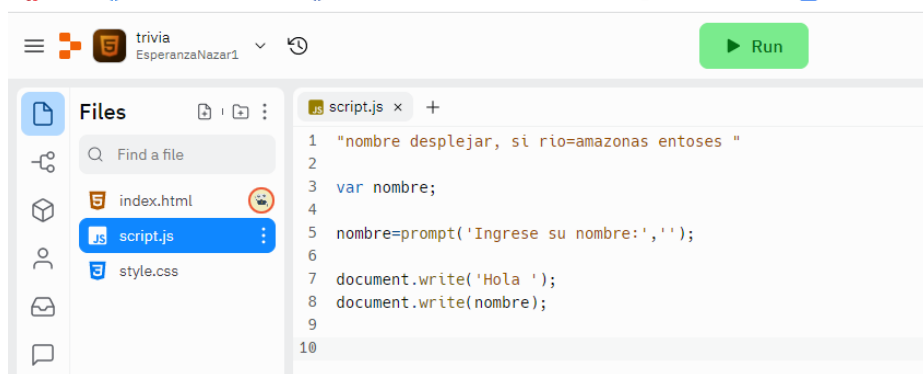 trivia
EsperanzaNazar1
Run
Files
Find a file
index.html
JS script.js
style.css
JS script.js × +
1 "nombre desplejar, si rio=amazonas entoses "
2
3 var nombre;
4
5 nombre=prompt('Ingrese su nombre:','');
6
7 document.write('Hola ');
8 document.write(nombre);
9
10